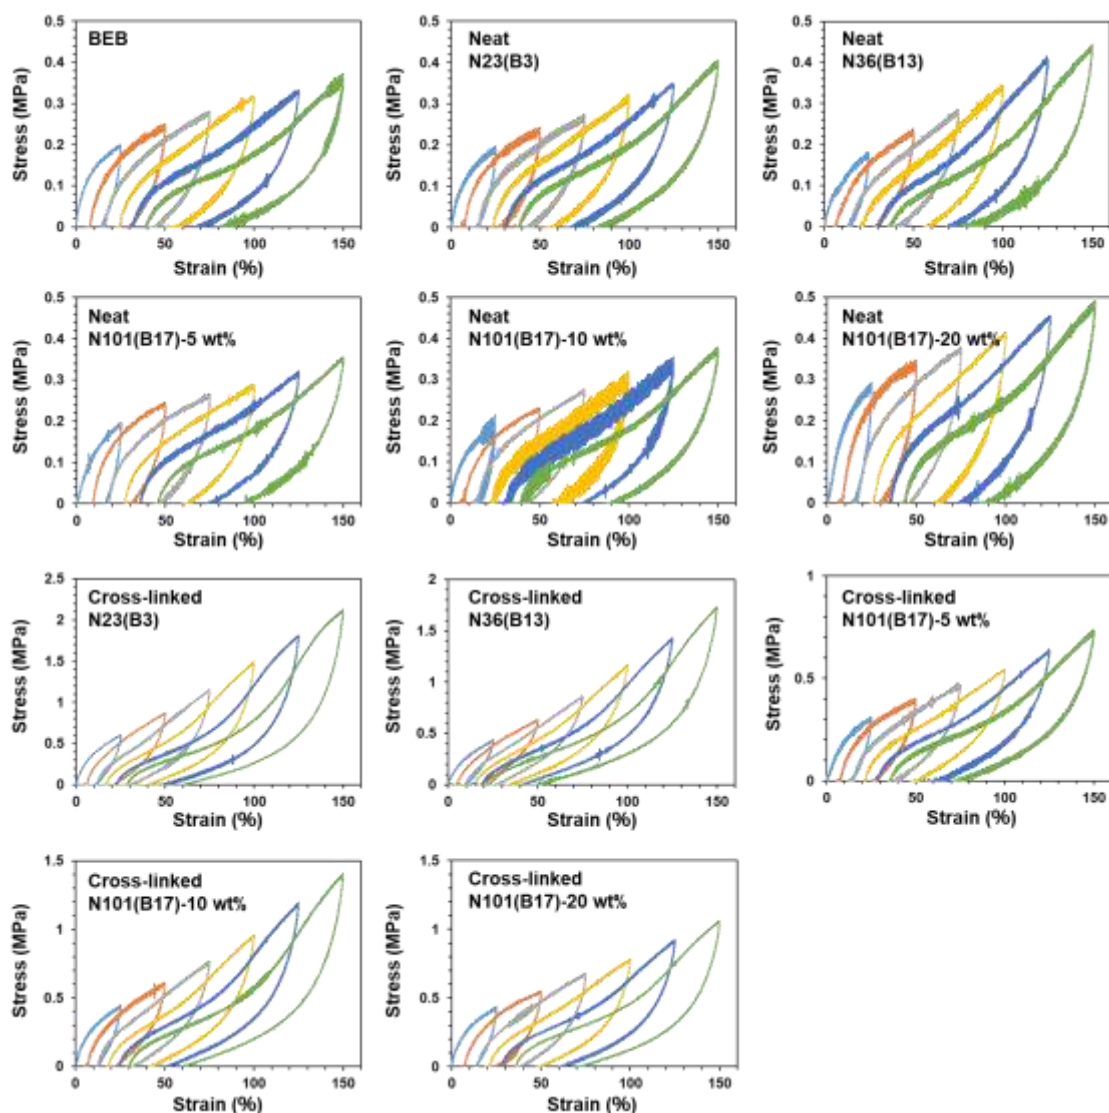 BEB
Stress (MPa)
0.5
0.4
0.3
0.2
0.1
0
0 50 100 150
Strain (%)
Neat
N23(B3)
Stress (MPa)
0.5
0.4
0.3
0.2
0.1
0
0 50 100 150
Strain (%)
Neat
N36(B13)
Stress (MPa)
0.5
0.4
0.3
0.2
0.1
0
0 50 100 150
Strain (%)
Neat
N101(B17)-5 wt%
Stress (MPa)
0.5
0.4
0.3
0.2
0.1
0
0 50 100 150
Strain (%)
Neat
N101(B17)-10 wt%
Stress (MPa)
0.5
0.4
0.3
0.2
0.1
0
0 50 100 150
Strain (%)
Neat
N101(B17)-20 wt%
Stress (MPa)
0.5
0.4
0.3
0.2
0.1
0
0 50 100 150
Strain (%)
Cross-linked
N23(B3)
Stress (MPa)
2.5
2
1.5
1
0.5
0
0 50 100 150
Strain (%)
Cross-linked
N36(B13)
Stress (MPa)
2
1.5
1
0.5
0
0 50 100 150
Strain (%)
Cross-linked
N101(B17)-5 wt%
Stress (MPa)
1
0.5
0
0 50 100 150
Strain (%)
Cross-linked
N101(B17)-10 wt%
Stress (MPa)
1.5
1
0.5
0
0 50 100 150
Strain (%)
Cross-linked
N101(B17)-20 wt%
Stress (MPa)
1.5
1
0.5
0
0 50 100 150
Strain (%)